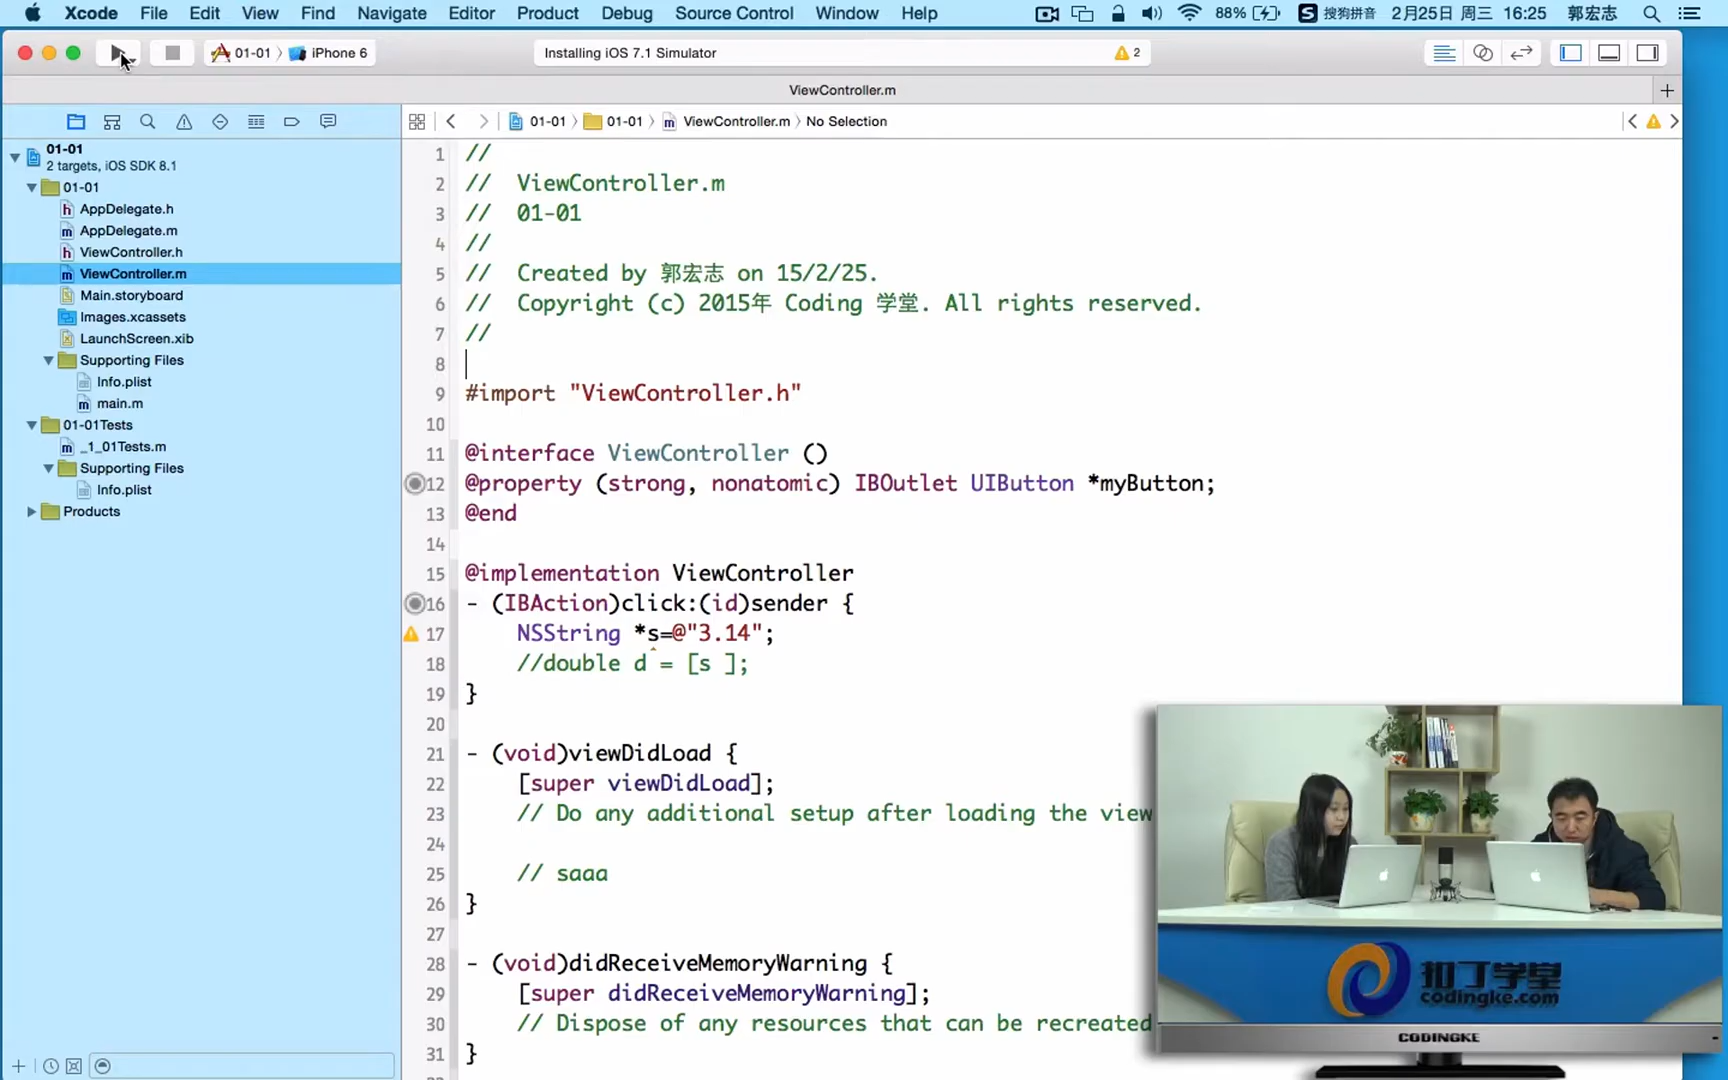 Xcode File Edit View Find Navigate Editor Product Debug Source Control Window Help 88% S 搜狗拼音 2月25日 周三 16:25 郭宏志
01-01 iPhone 6 Installing iOS 7.1 Simulator 2
ViewController.m +
01-01 01-01 ViewController.m No Selection
01-01
2 targets, iOS SDK 8.1
01-01
h AppDelegate.h
m AppDelegate.m
h ViewController.h
m ViewController.m
Main.storyboard
Images.xcassets
LaunchScreen.xib
Supporting Files
Info.plist
m main.m
01-01Tests
m _1_01Tests.m
Supporting Files
Info.plist
Products
1 //
2 //  ViewController.m
3 //  01-01
4 //
5 //  Created by 郭宏志 on 15/2/25.
6 //  Copyright (c) 2015年 Coding 学堂. All rights reserved.
7 //
8
9 #import "ViewController.h"
10
11 @interface ViewController ()
12 @property (strong, nonatomic) IBOutlet UIButton *myButton;
13 @end
14
15 @implementation ViewController
16 - (IBAction)click:(id)sender {
17 NSString *s=@"3.14";
18 //double d = [s ];
19 }
20
21 - (void)viewDidLoad {
22 [super viewDidLoad];
23 // Do any additional setup after loading the view
24
25 // saaa
26 }
27
28 - (void)didReceiveMemoryWarning {
29 [super didReceiveMemoryWarning];
30 // Dispose of any resources that can be recreated
31 }
扣丁学堂
codingke.com
CODINGKE